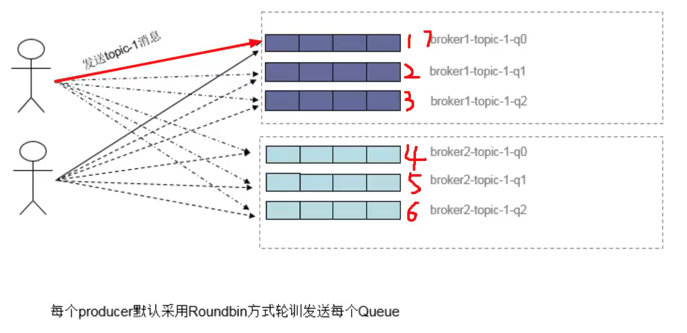 发送topic-1消息
1 7 broker1-topic-1-q0
2 broker1-topic-1-q1
3 broker1-topic-1-q2
4 broker2-topic-1-q0
5 broker2-topic-1-q1
6 broker2-topic-1-q2
每个producer默认采用Roundbin方式轮训发送每个Queue